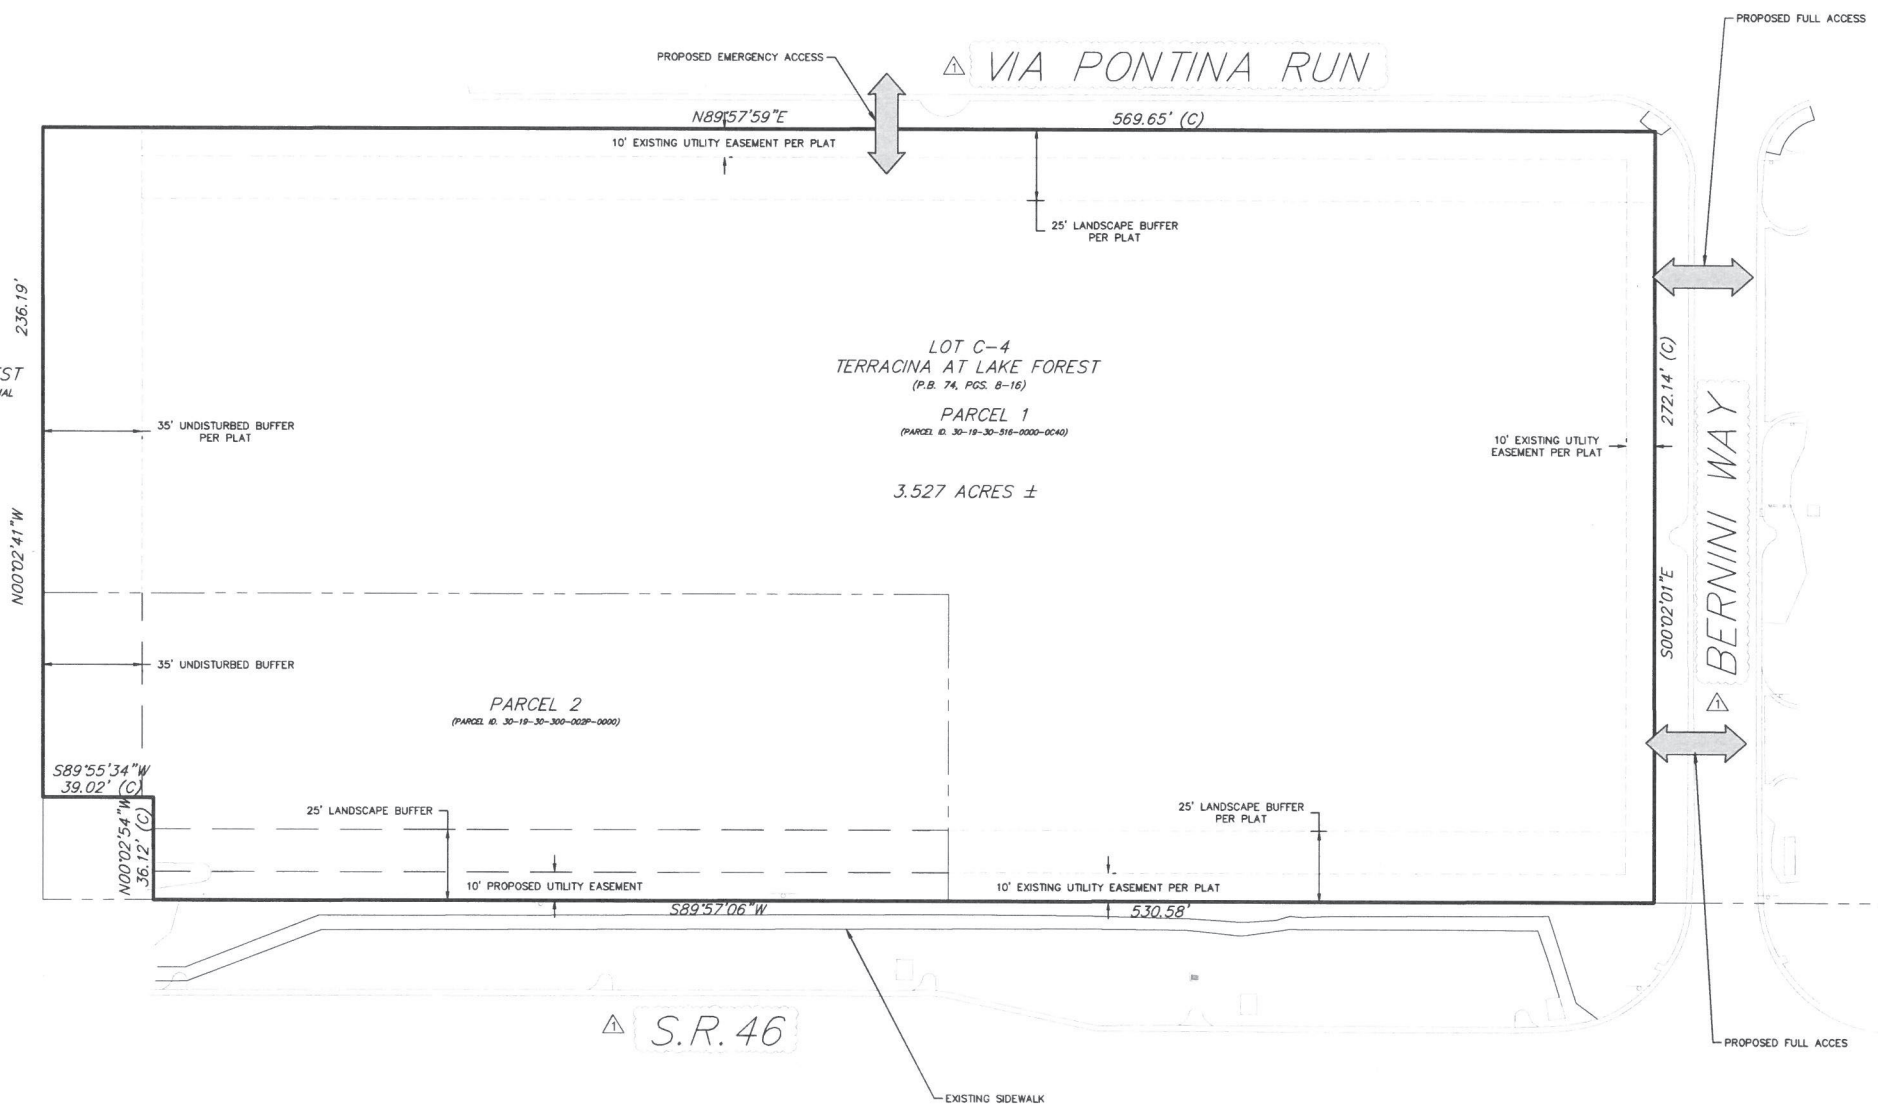 PROPOSED FULL ACCESS
PROPOSED EMERGENCY ACCESS
1
VIA PONTINA RUN
N89°57'59"E
569.65' (C)
10' EXISTING UTILITY EASEMENT PER PLAT
25' LANDSCAPE BUFFER
PER PLAT
236.19'
LOT C-4
TERRACINA AT LAKE FOREST
(P.B. 74, PGS. 8-16)
PARCEL 1
(PARCEL ID. 30-19-30-516-0000-0C40)
3.527 ACRES ±
272.14' (C)
35' UNDISTURBED BUFFER
PER PLAT
10' EXISTING UTLITY
EASEMENT PER PLAT
BERNINI WAY
1
N00°02'41"W
S00°02'01"E
35' UNDISTURBED BUFFER
PARCEL 2
(PARCEL ID. 30-19-30-300-002P-0000)
S89°55'34"W
39.02' (C)
N00°02'54"W
36.12' (C)
25' LANDSCAPE BUFFER
25' LANDSCAPE BUFFER
PER PLAT
10' PROPOSED UTILITY EASEMENT
10' EXISTING UTILITY EASEMENT PER PLAT
S89°57'06"W
530.58'
1
S.R. 46
PROPOSED FULL ACCES
EXISTING SIDEWALK